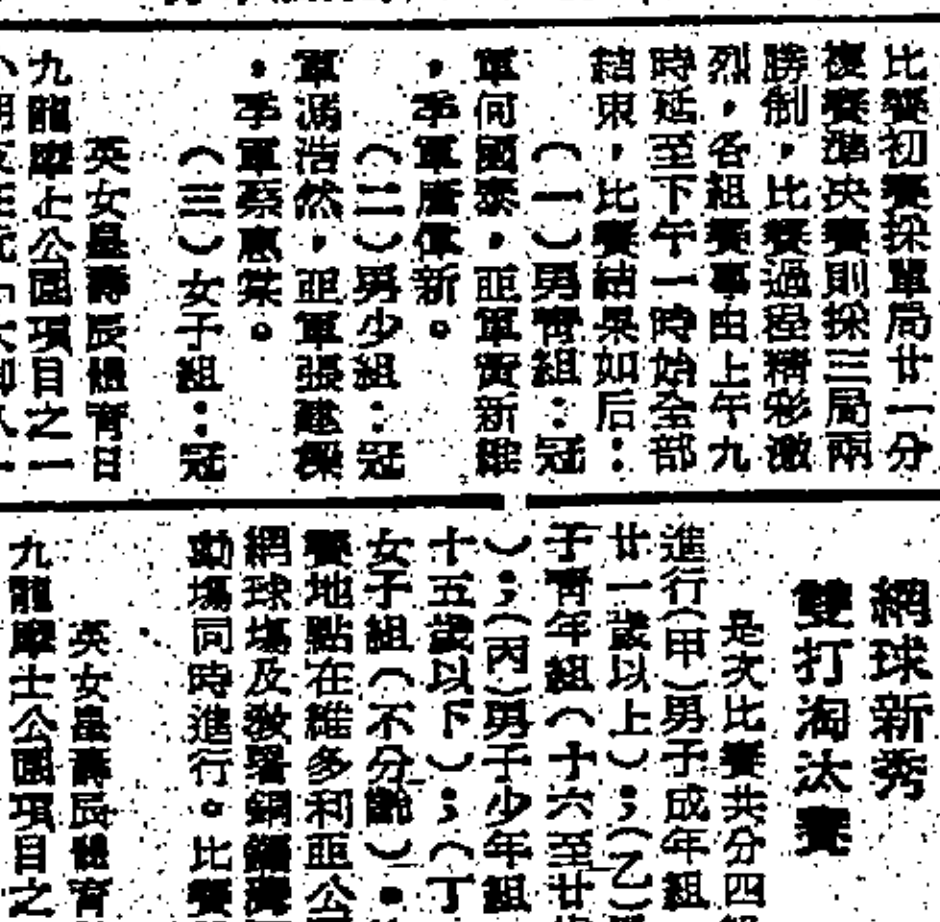 比賽初賽採單局廿一分
複賽準決賽則採三局兩
勝制，比賽過程精彩激
烈，各組賽事由上午九
時延至下午一時始全部
結束，比賽結果如后：
（一）男青組：冠
軍何國泰，亞軍黃新雄
，季軍 偉新。
（二）男少組：冠
軍馮浩然，亞軍張建
，季軍蔡惠棠。
（三）女子組：冠
英女皇壽辰體育日
九龍摩士公園項目之一
網球新秀
雙打淘汰賽
是次比賽共分四組
進行（甲）男子成年組
廿一歲以上）；（乙）男
子青年組（十六至廿
）；（丙）男子少年組
十五歲以下）；（丁
女子組（不分齡）。
賽地點在維多利亞公
網球場及敎署銅鑼灣
動場同時進行。比賽
英女皇壽辰體育
九龍摩士公園項目之